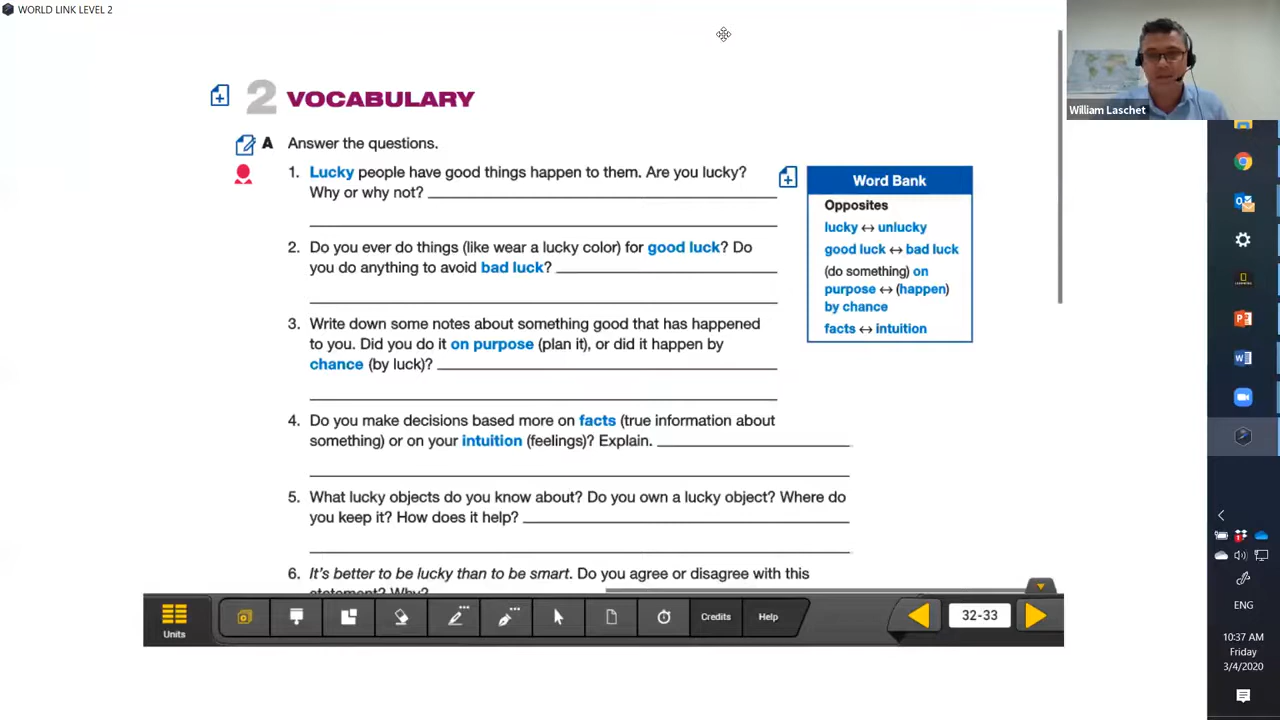 WORLD LINK LEVEL 2
William Laschet
2 VOCABULARY
A Answer the questions.
1. Lucky people have good things happen to them. Are you lucky?
Why or why not?
2. Do you ever do things (like wear a lucky color) for good luck? Do
you do anything to avoid bad luck?
3. Write down some notes about something good that has happened
to you. Did you do it on purpose (plan it), or did it happen by
chance (by luck)?
4. Do you make decisions based more on facts (true information about
something) or on your intuition (feelings)? Explain.
5. What lucky objects do you know about? Do you own a lucky object? Where do
you keep it? How does it help?
6. It's better to be lucky than to be smart. Do you agree or disagree with this
statement? Why?
Word Bank
Opposites
lucky ↔ unlucky
good luck ↔ bad luck
(do something) on
purpose ↔ (happen)
by chance
facts ↔ intuition
Units
Credits
Help
32-33
ENG
10:37 AM
Friday
3/4/2020